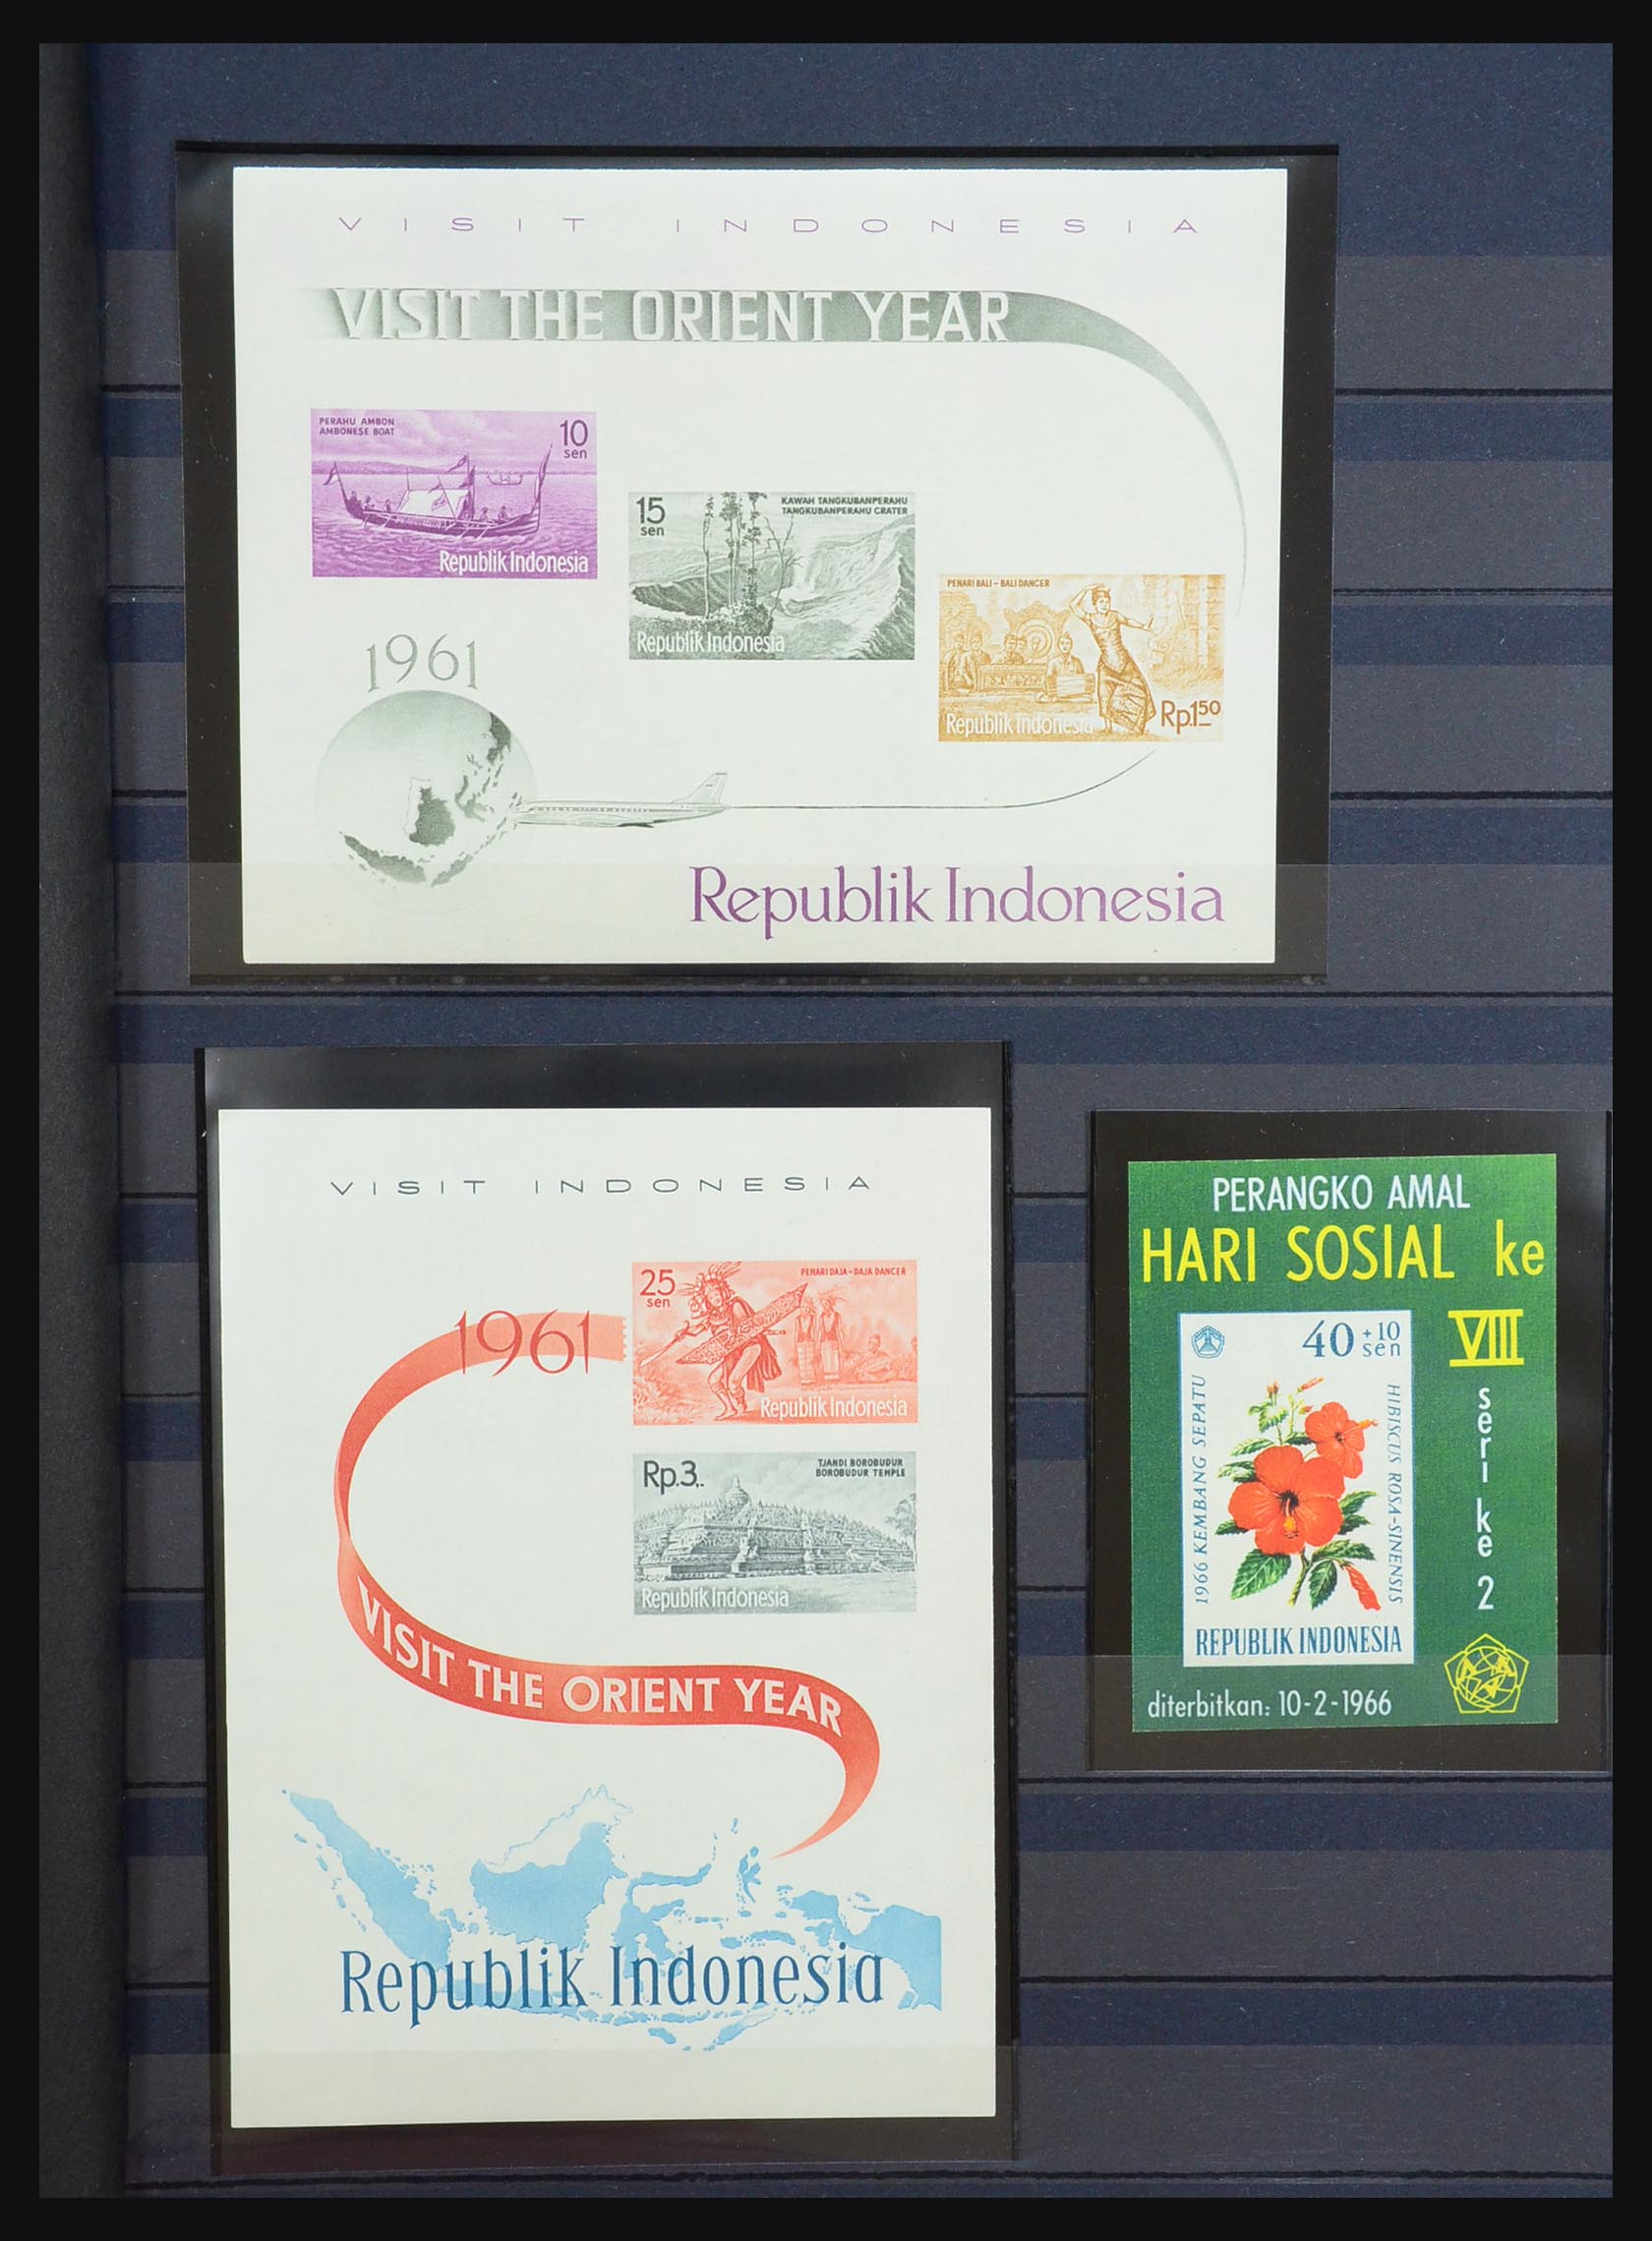 VISIT INDONESIA
VISIT THE ORIENT YEAR
PERAHU AMBON
AMBONESE BOAT
10
sen
Republik Indonesia
15
sen
KAWAH TANGKUBANPERAHU
TANGKUBANPERAHU CRATER
Republik Indonesia
PENARI BALI - BALI DANCER
Republik Indonesia
Rp.150
1961
Republik Indonesia
VISIT INDONESIA
1961
25
sen
PENARI DAJA - DAJA DANCER
Republik Indonesia
Rp.3,.
TJANDI BOROBUDUR
BOROBUDUR TEMPLE
Republik Indonesia
VISIT THE ORIENT YEAR
Republik Indonesia
PERANGKO AMAL
HARI SOSIAL ke
VIII
seri ke 2
40 +10
sen
1966 KEMBANG SEPATU
HIBISCUS ROSA-SINENSIS
REPUBLIK INDONESIA
diterbitkan: 10-2-1966